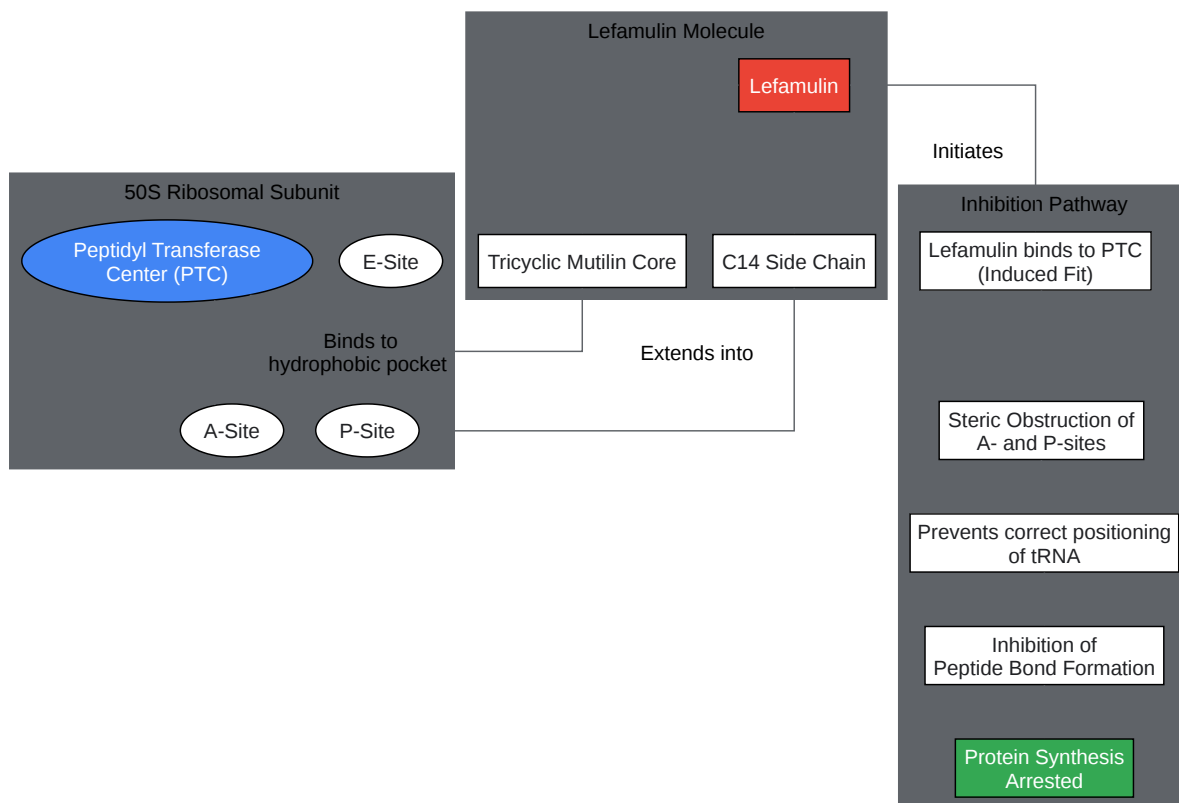 Lefamulin Molecule
Lefamulin
Initiates
50S Ribosomal Subunit
Peptidyl Transferase
Center (PTC)
E-Site
Tricyclic Mutilin Core
C14 Side Chain
Binds to
hydrophobic pocket
Extends into
A-Site
P-Site
Inhibition Pathway
Lefamulin binds to PTC
(Induced Fit)
Steric Obstruction of
A- and P-sites
Prevents correct positioning
of tRNA
Inhibition of
Peptide Bond Formation
Protein Synthesis
Arrested